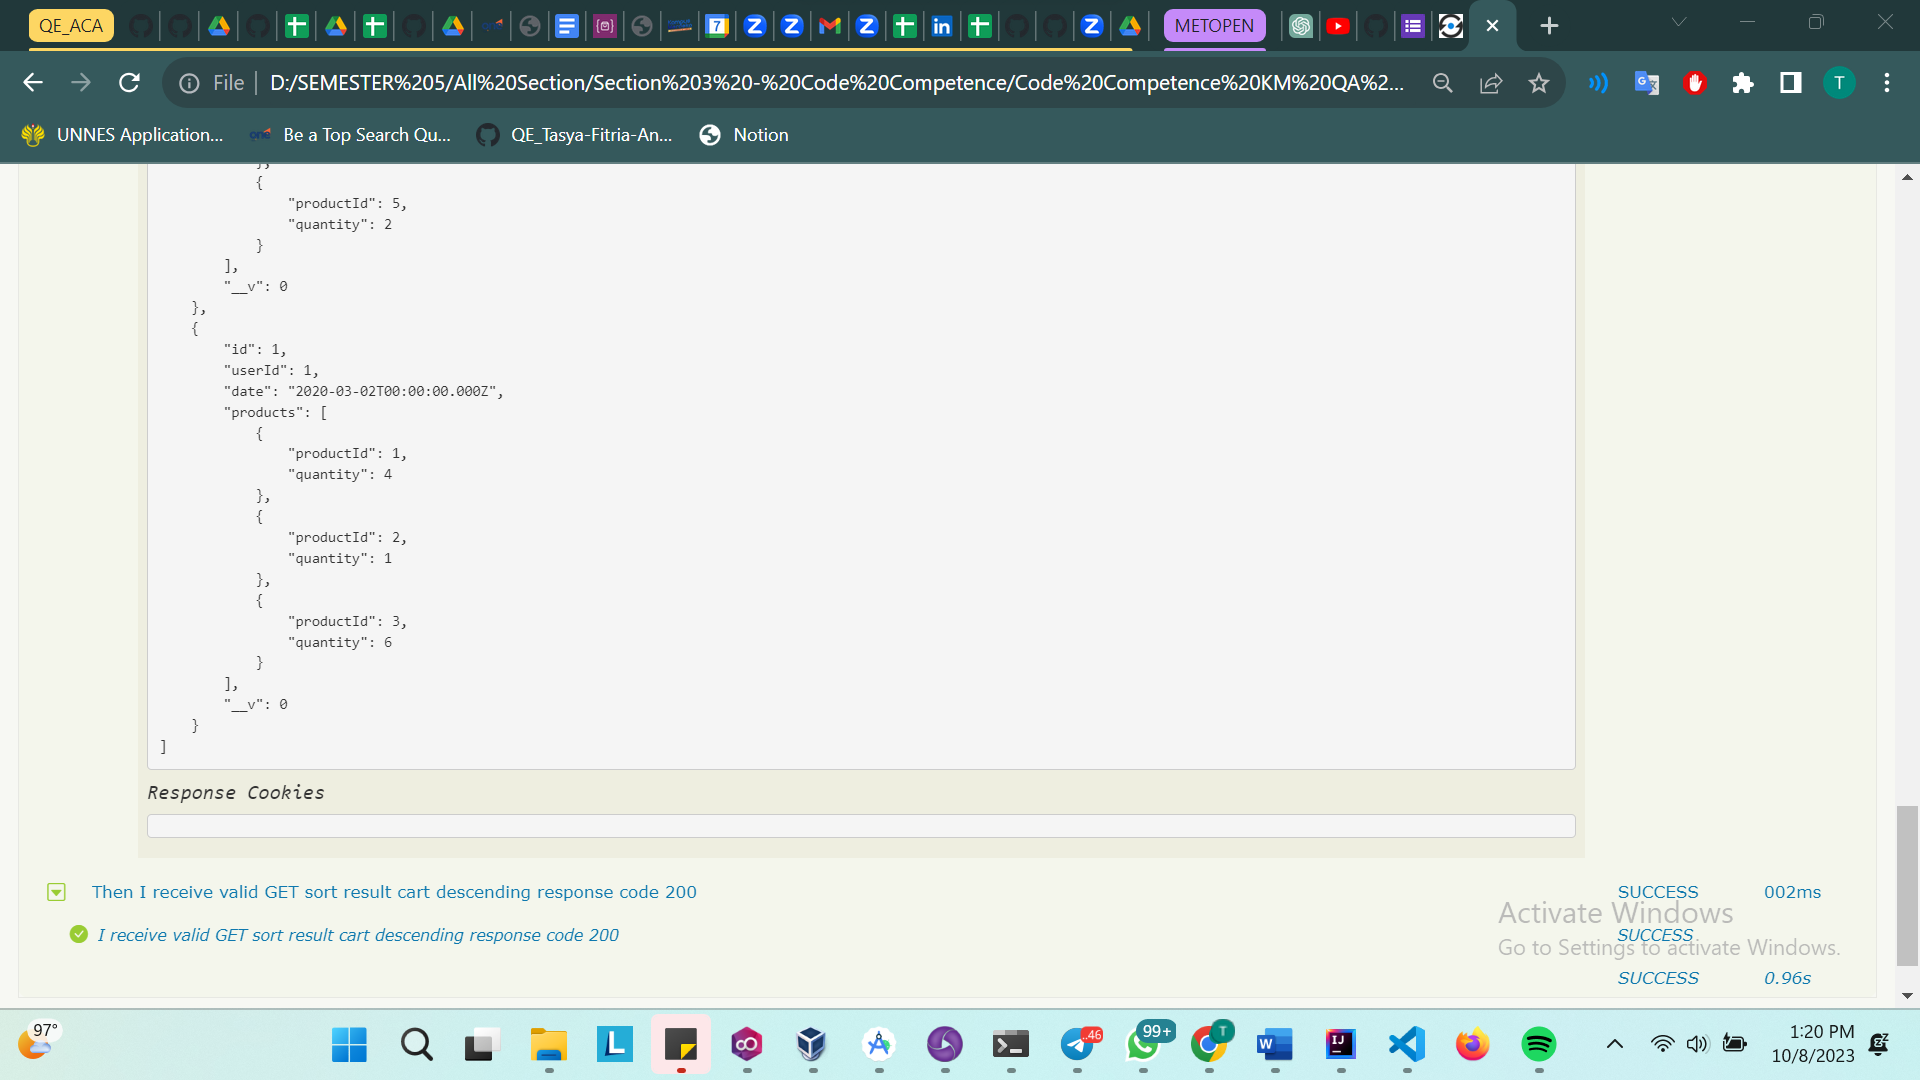 QE_ACA
METOPEN
File
D:/SEMESTER%205/All%20Section/Section%203%20-%20Code%20Competence/Code%20Competence%20KM%20QA%2...
T
UNNES Application...
one
Be a Top Search Qu...
QE_Tasya-Fitria-An...
Notion
},
{
"productId": 5,
"quantity": 2
}
],
"__v": 0
},
{
"id": 1,
"userId": 1,
"date": "2020-03-02T00:00:00.000Z",
"products": [
{
"productId": 1,
"quantity": 4
},
{
"productId": 2,
"quantity": 1
},
{
"productId": 3,
"quantity": 6
}
],
"__v": 0
}
]
Response Cookies
Then I receive valid GET sort result cart descending response code 200
SUCCESS
002ms
I receive valid GET sort result cart descending response code 200
SUCCESS
Activate Windows
Go to Settings to activate Windows.
SUCCESS
0.96s
97°
1:20 PM
10/8/2023
99+
46
T